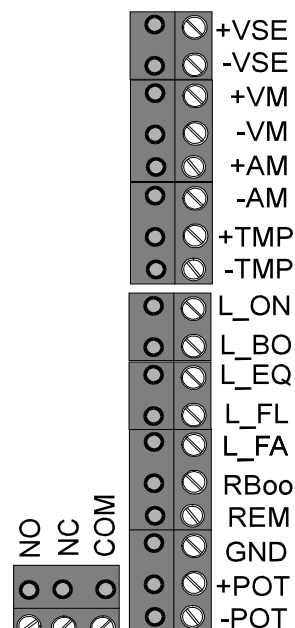 +VSE
-VSE
+VM
-VM
+AM
-AM
+TMP
-TMP
L_ON
L_BO
L_EQ
L_FL
L_FA
RBoo
REM
GND
+POT
-POT
NO
NC
COM